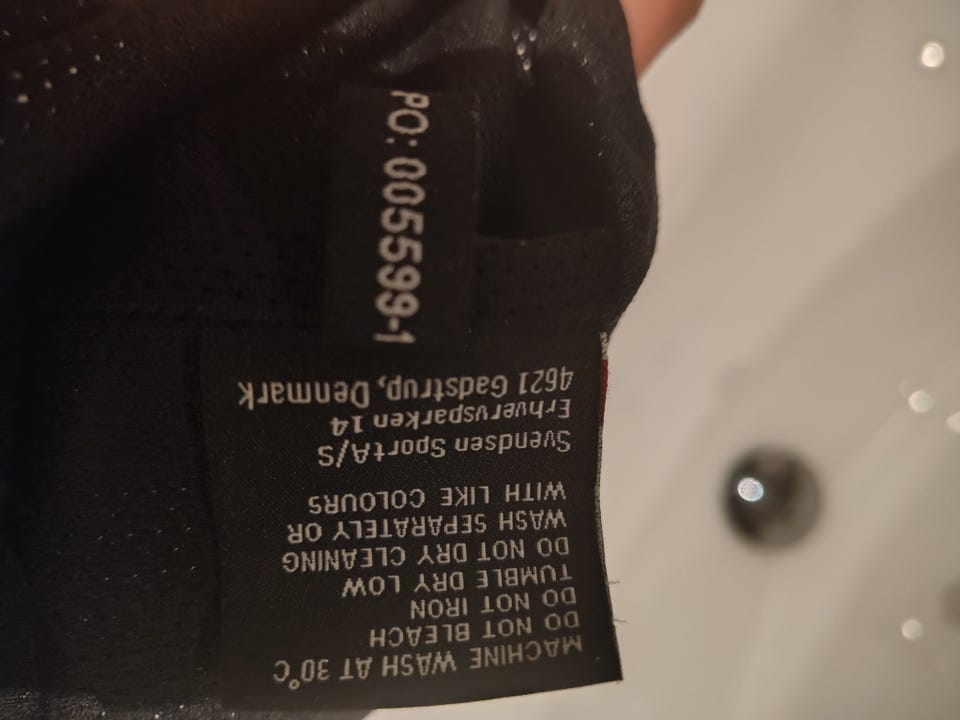 PO: 005599-1
MACHINE WASH AT 30°C
DO NOT BLEACH
DO NOT IRON
TUMBLE DRY LOW
DO NOT DRY CLEANING
WASH SEPARATELY OR
WITH LIKE COLOURS
Svendsen SportA/S
Erhvervsparken 14
4621 Gadstrup, Denmark